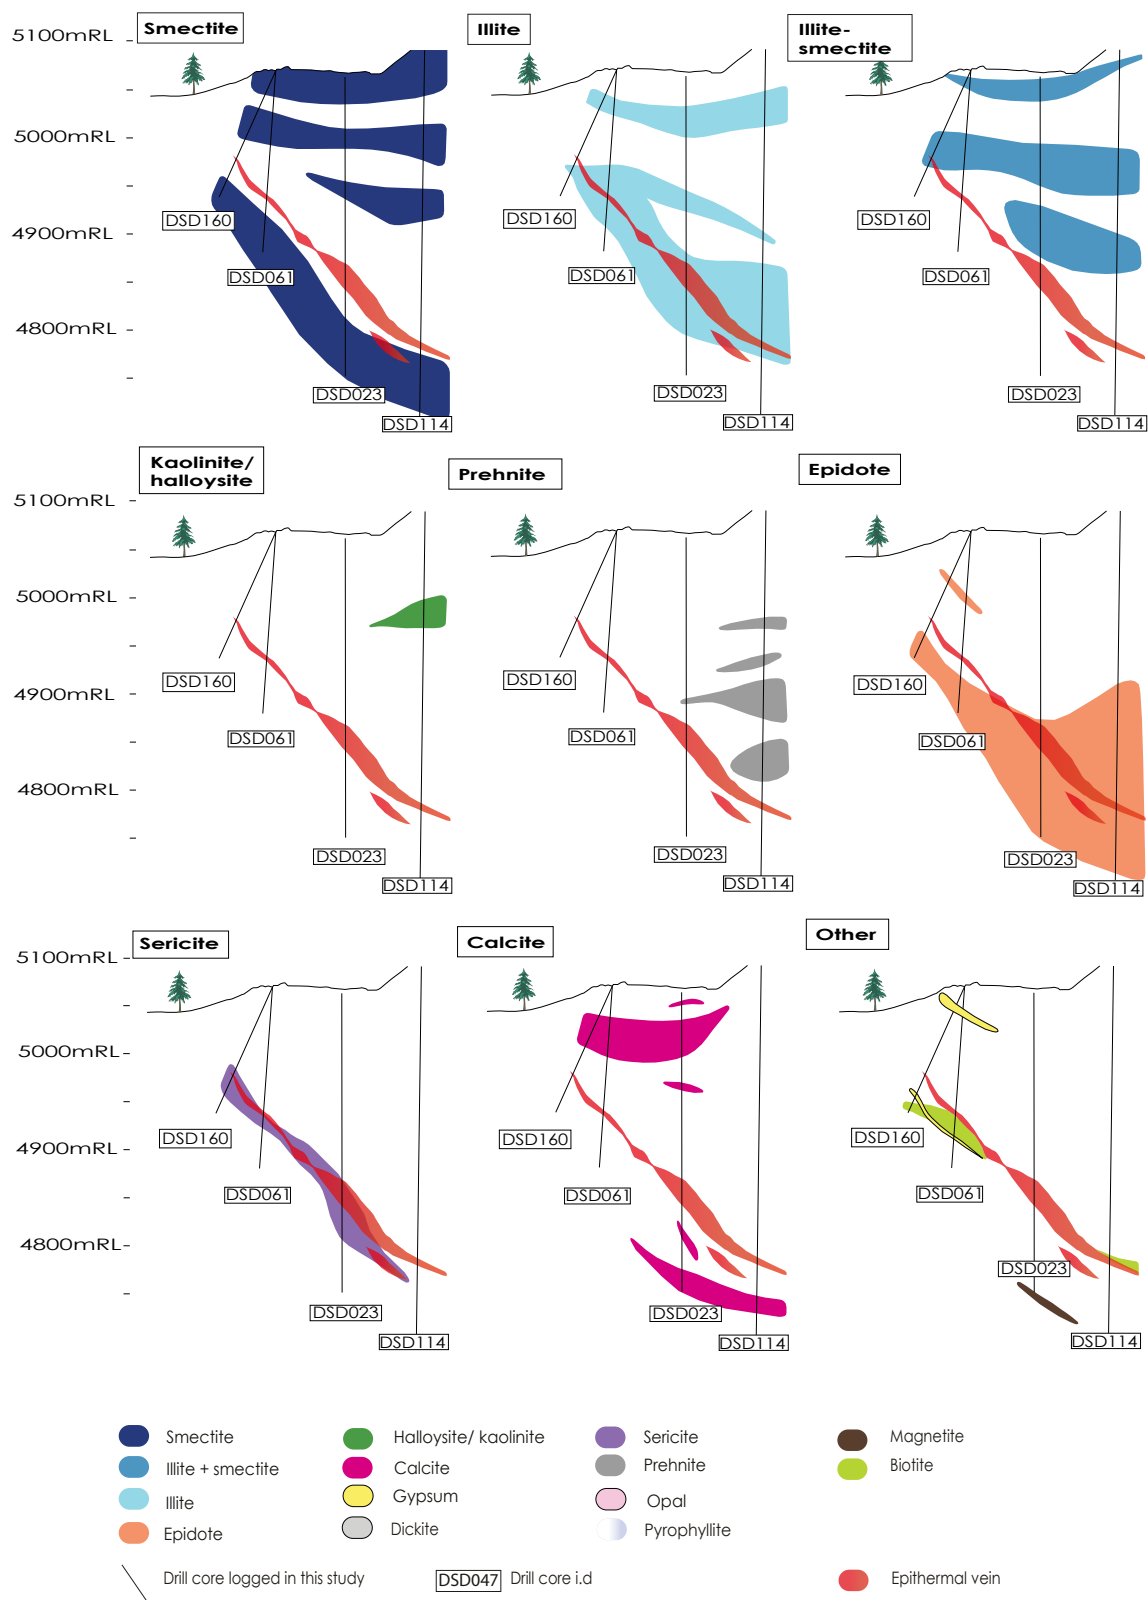 5100mRL
Smectite
Illite
Illite-
smectite
5000mRL
4900mRL
4800mRL
DSD160
DSD061
DSD023
DSD114
DSD160
DSD061
DSD023
DSD114
DSD160
DSD061
DSD023
DSD114
Kaolinite/
halloysite
Prehnite
Epidote
5100mRL
5000mRL
4900mRL
4800mRL
DSD160
DSD061
DSD023
DSD114
DSD160
DSD061
DSD023
DSD114
DSD160
DSD061
DSD023
DSD114
Sericite
Calcite
Other
5100mRL
5000mRL
4900mRL
4800mRL
DSD160
DSD061
DSD023
DSD114
DSD160
DSD061
DSD023
DSD114
DSD160
DSD061
DSD023
DSD114
Smectite
Illite + smectite
Illite
Epidote
Halloysite/ kaolinite
Calcite
Gypsum
Dickite
Sericite
Prehnite
Opal
Pyrophyllite
Magnetite
Biotite
Drill core logged in this study
DSD047 Drill core i.d
Epithermal vein